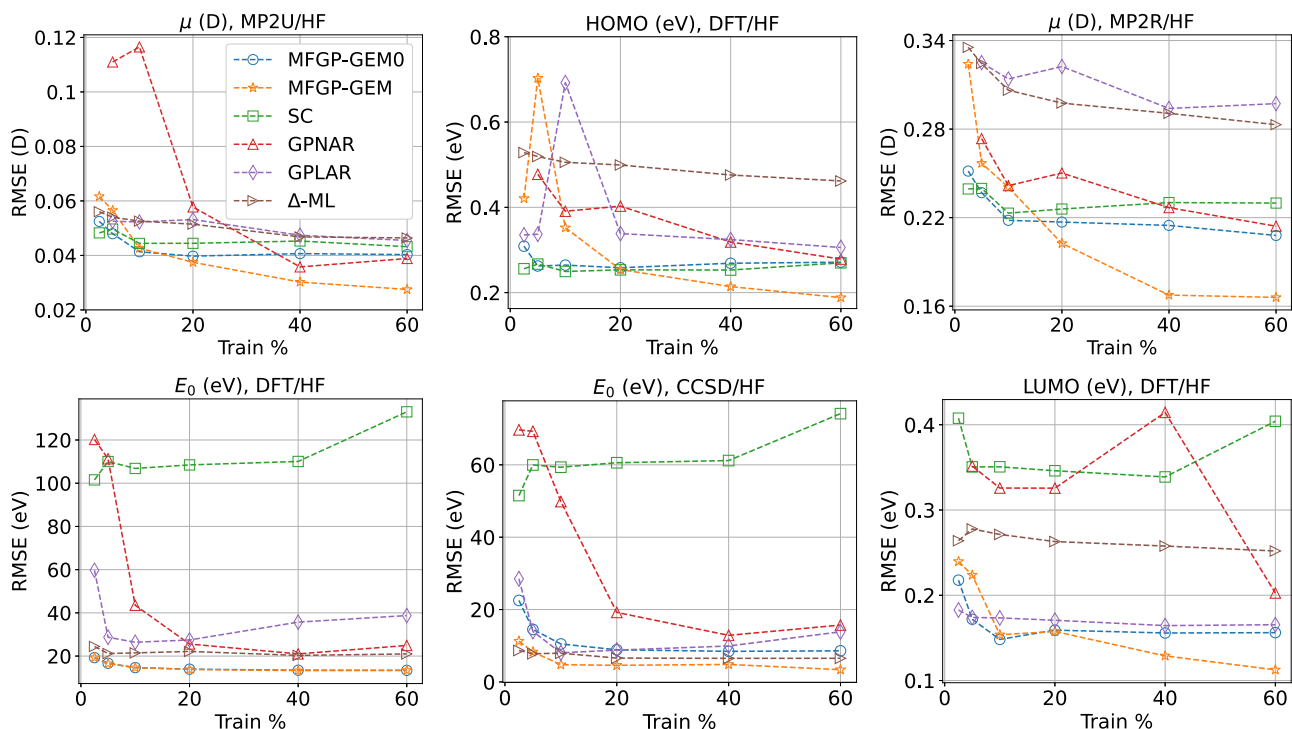 μ (D), MP2U/HF
HOMO (eV), DFT/HF
μ (D), MP2R/HF
RMSE (D)
0.12
0.1
0.08
0.06
0.04
0.02
0
20
40
60
Train %
MFGP-GEM0
MFGP-GEM
SC
GPNAR
GPLAR
Δ-ML
RMSE (eV)
0.8
0.6
0.4
0.2
0
20
40
60
Train %
RMSE (D)
0.34
0.28
0.22
0.16
0
20
40
60
Train %
E₀ (eV), DFT/HF
E₀ (eV), CCSD/HF
LUMO (eV), DFT/HF
RMSE (eV)
120
100
80
60
40
20
0
20
40
60
Train %
RMSE (eV)
60
40
20
0
0
20
40
60
Train %
RMSE (eV)
0.4
0.3
0.2
0.1
0
20
40
60
Train %